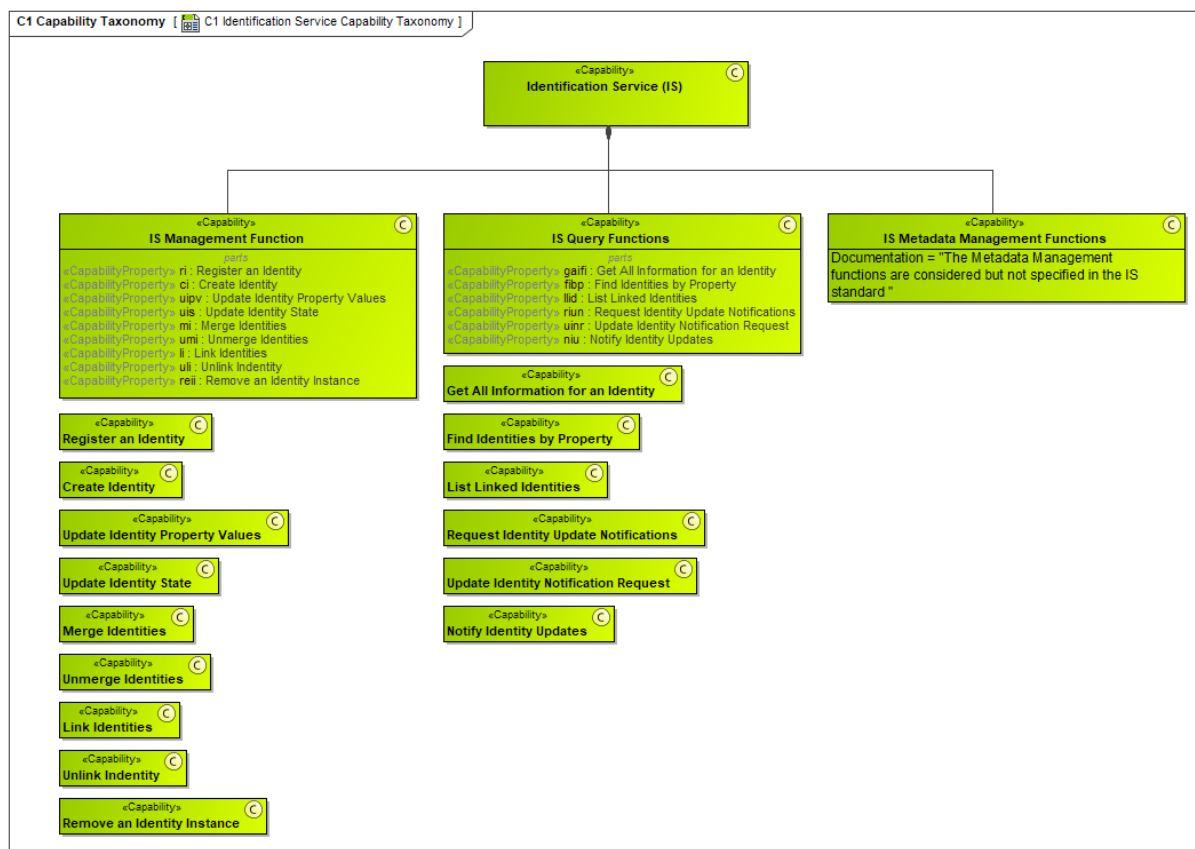 C1 Capability Taxonomy [ C1 Identification Service Capability Taxonomy ]
«Capability» C
Identification Service (IS)
«Capability» C
IS Management Function
parts
«CapabilityProperty» ri : Register an Identity
«CapabilityProperty» ci : Create Identity
«CapabilityProperty» uipv : Update Identity Property Values
«CapabilityProperty» uis : Update Identity State
«CapabilityProperty» mi : Merge Identities
«CapabilityProperty» umi : Unmerge Identities
«CapabilityProperty» li : Link Identities
«CapabilityProperty» uli : Unlink Indentity
«CapabilityProperty» reii : Remove an Identity Instance
«Capability» C
Register an Identity
«Capability» C
Create Identity
«Capability» C
Update Identity Property Values
«Capability» C
Update Identity State
«Capability» C
Merge Identities
«Capability» C
Unmerge Identities
«Capability» C
Link Identities
«Capability» C
Unlink Indentity
«Capability» C
Remove an Identity Instance
«Capability» C
IS Query Functions
parts
«CapabilityProperty» gaifi : Get All Information for an Identity
«CapabilityProperty» fibp : Find Identities by Property
«CapabilityProperty» llid : List Linked Identities
«CapabilityProperty» riun : Request Identity Update Notifications
«CapabilityProperty» uinr : Update Identity Notification Request
«CapabilityProperty» niu : Notify Identity Updates
«Capability» C
Get All Information for an Identity
«Capability» C
Find Identities by Property
«Capability» C
List Linked Identities
«Capability» C
Request Identity Update Notifications
«Capability» C
Update Identity Notification Request
«Capability» C
Notify Identity Updates
«Capability» C
IS Metadata Management Functions
Documentation = "The Metadata Management
functions are considered but not specified in the IS
standard "